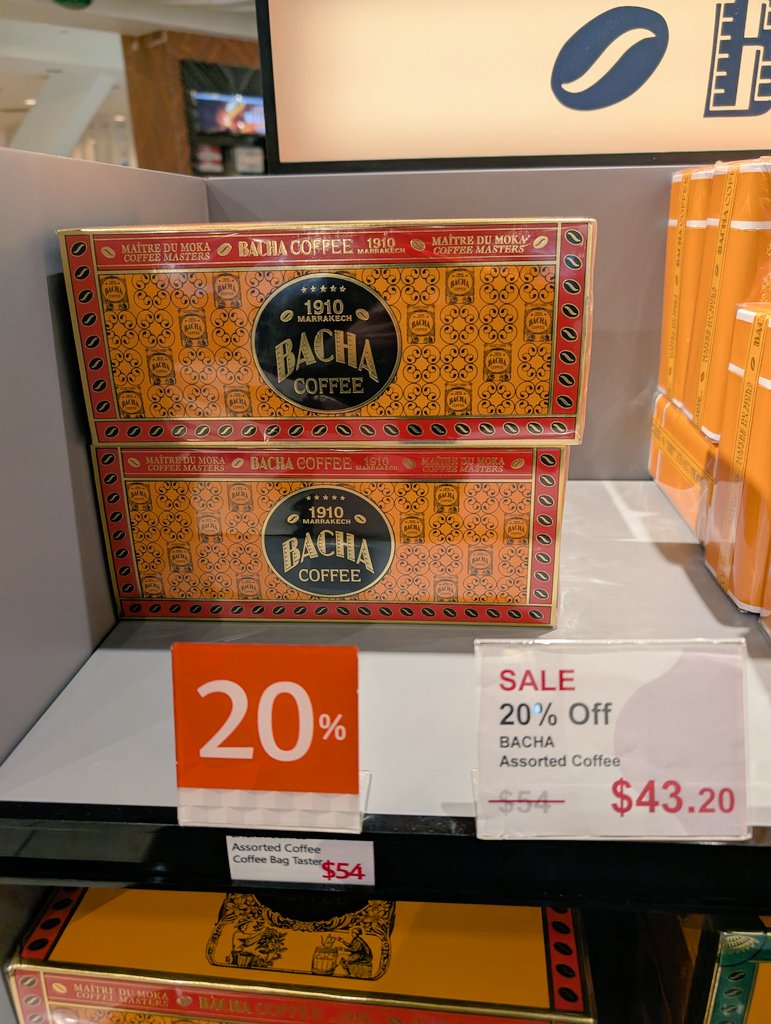 MAÎTRE DU MOKA
COFFEE MASTERS
BACHA COFFEE 1910
MARRAKECH
MAÎTRE DU MOKA
COFFEE MASTERS
1910
MARRAKECH
BACHA
COFFEE
MAÎTRE DU MOKA
COFFEE MASTERS
BACHA COFFEE 1910
MARRAKECH
MAÎTRE DU MOKA
COFFEE MASTERS
1910
MARRAKECH
BACHA
COFFEE
20%
SALE
20% Off
BACHA
Assorted Coffee
$54
$43.20
Assorted Coffee
Coffee Bag Taster
$54
MAÎTRE DU MOKA
COFFEE MASTERS
BACHA COFFEE